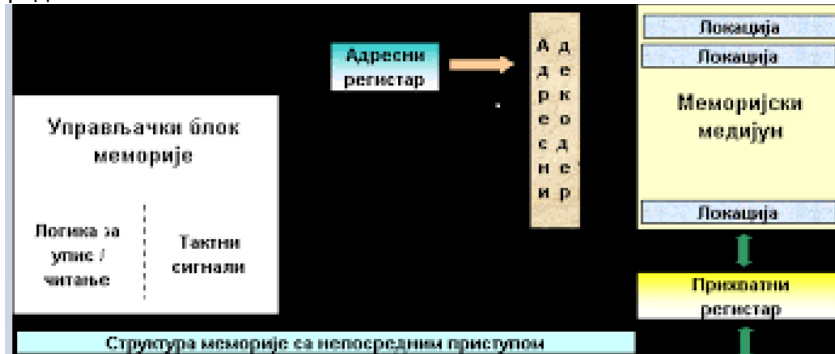 Адресни
регистар
Адресни
декодер
Локација
Локација
Меморијски
медијум
Локација
Управљачки блок
меморије
Логика за
упис /
читање
Тактни
сигнали
Прихватни
регистар
Структура меморије са непосредним приступом